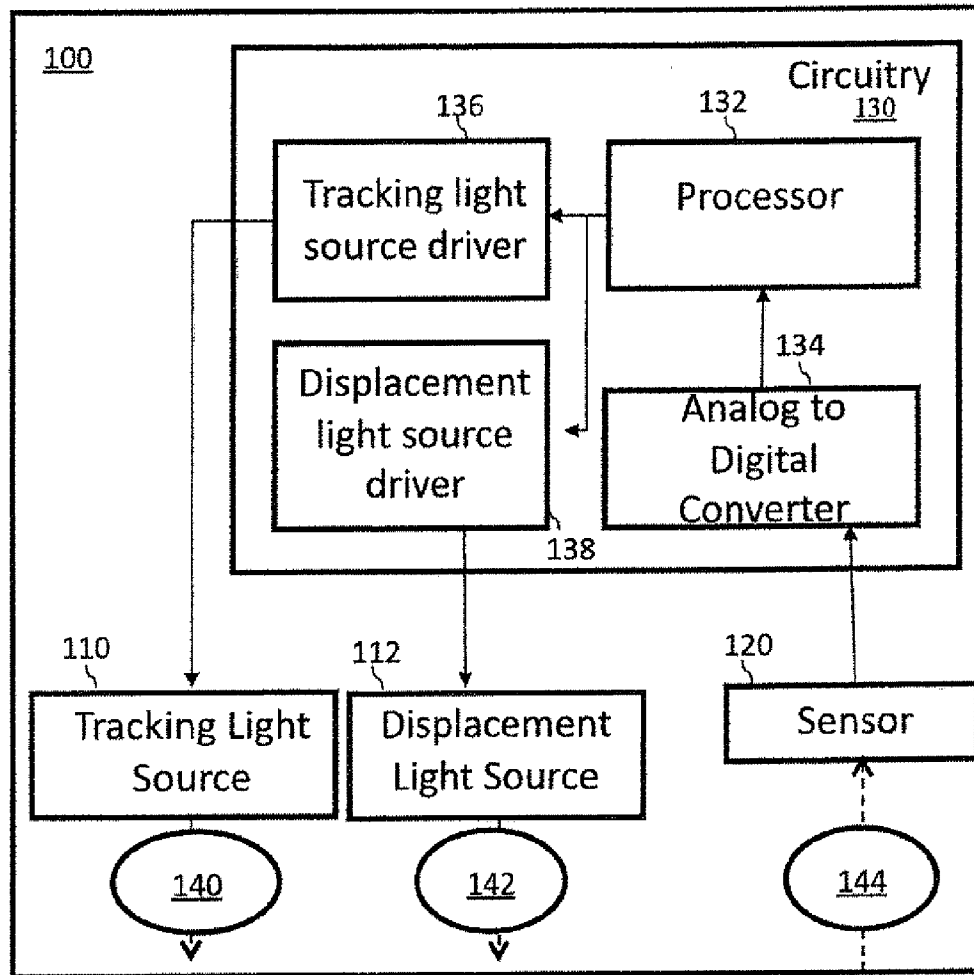 100
Circuitry
130
136
132
Tracking light
source driver
Processor
134
Displacement
light source
driver
Analog to
Digital
Converter
138
110
112
120
Tracking Light
Source
Displacement
Light Source
Sensor
140
142
144